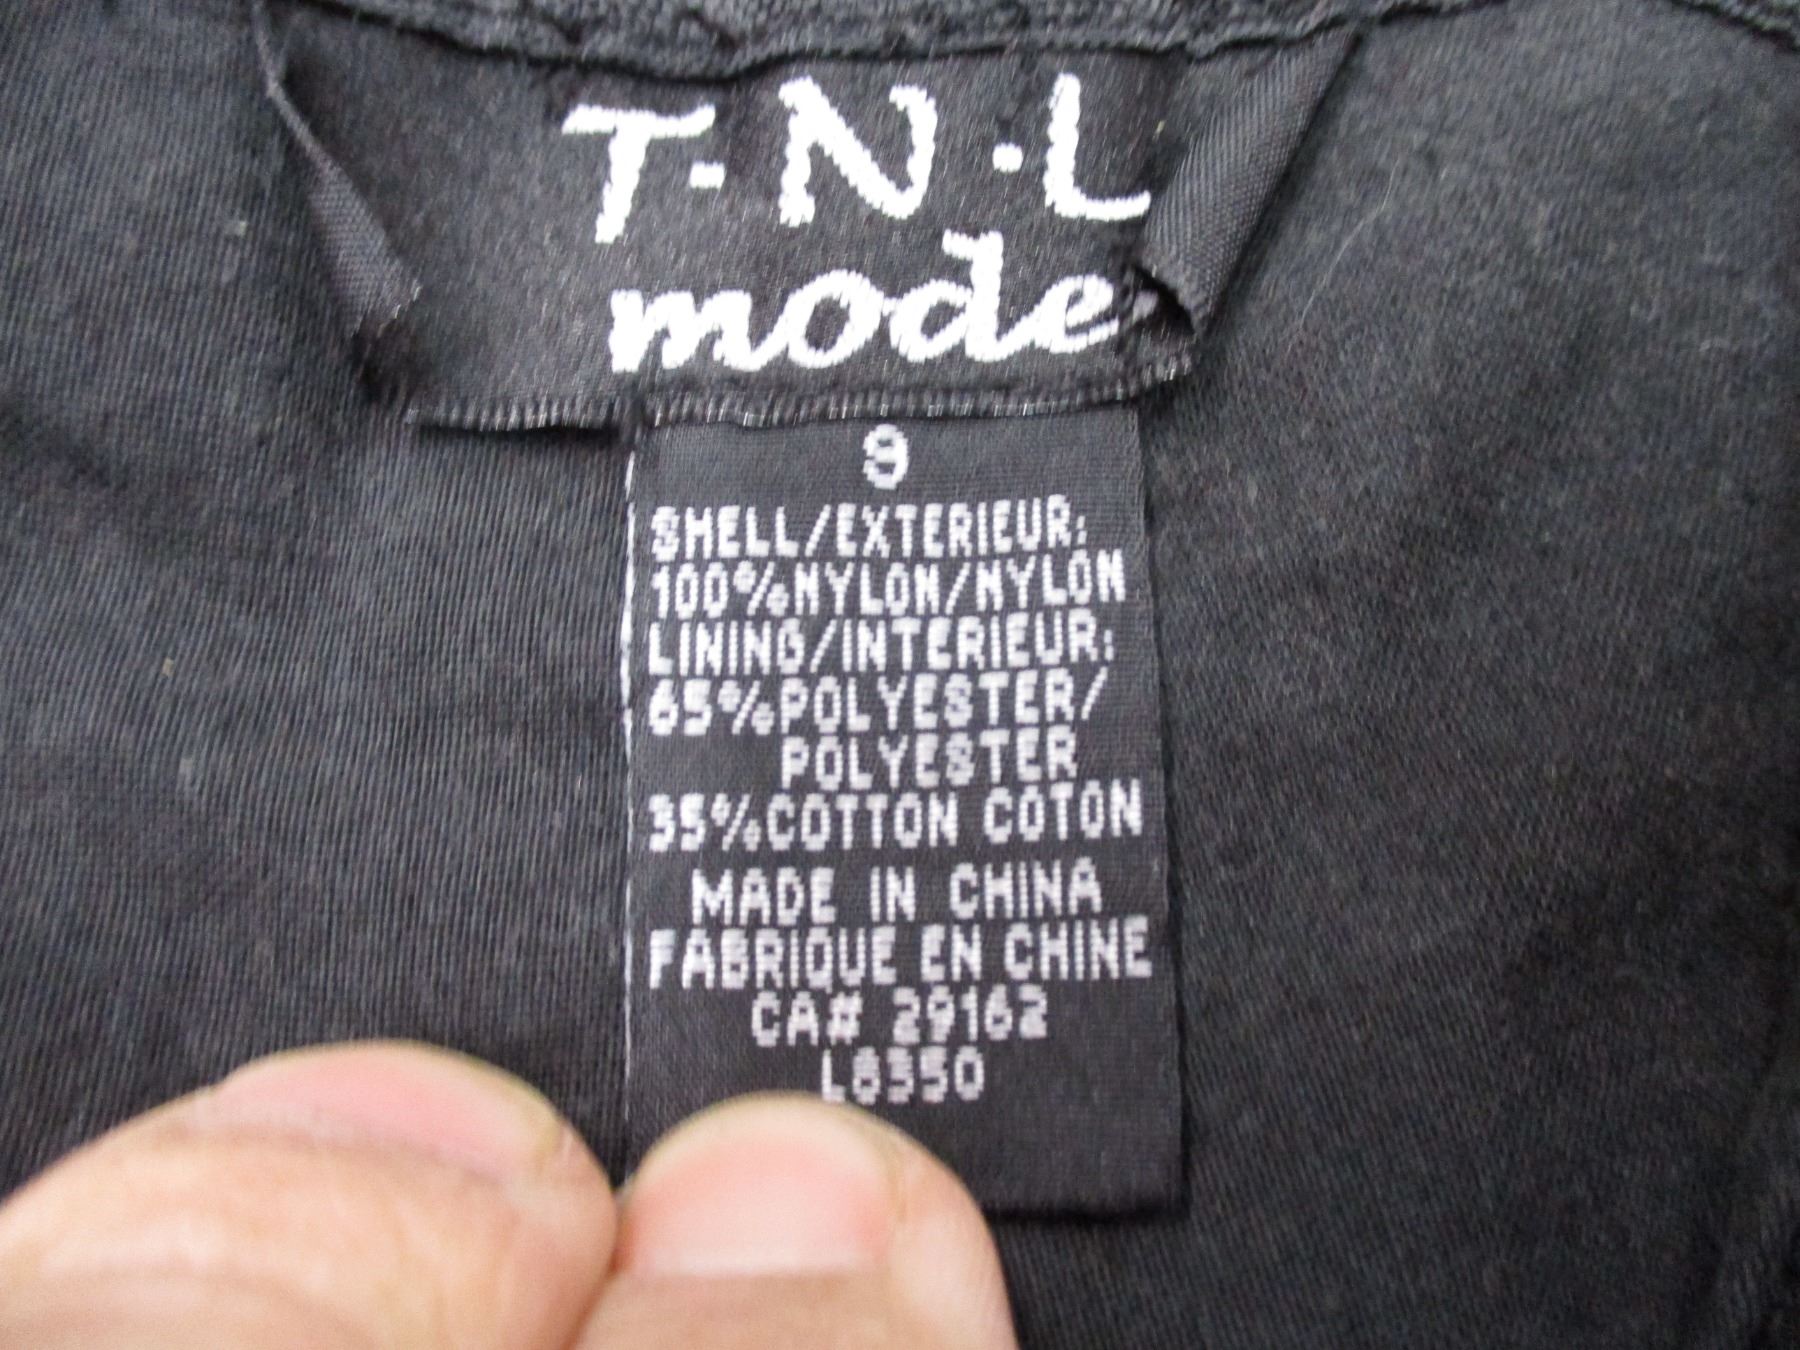 T·N·L
mode
9
SHELL/EXTERIEUR:
100%NYLON/NYLON
LINING/INTERIEUR:
65%POLYESTER/
POLYESTER
35%COTTON COTON
MADE IN CHINA
FABRIQUE EN CHINE
CA# 29162
L8350